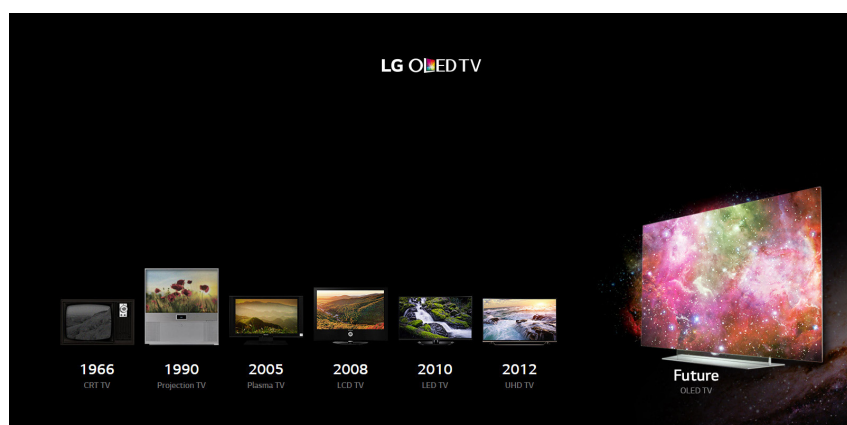 LG OLED TV
1966
CRT TV
1990
Projection TV
2005
Plasma TV
2008
LCD TV
2010
LED TV
2012
UHD TV
Future
OLED TV